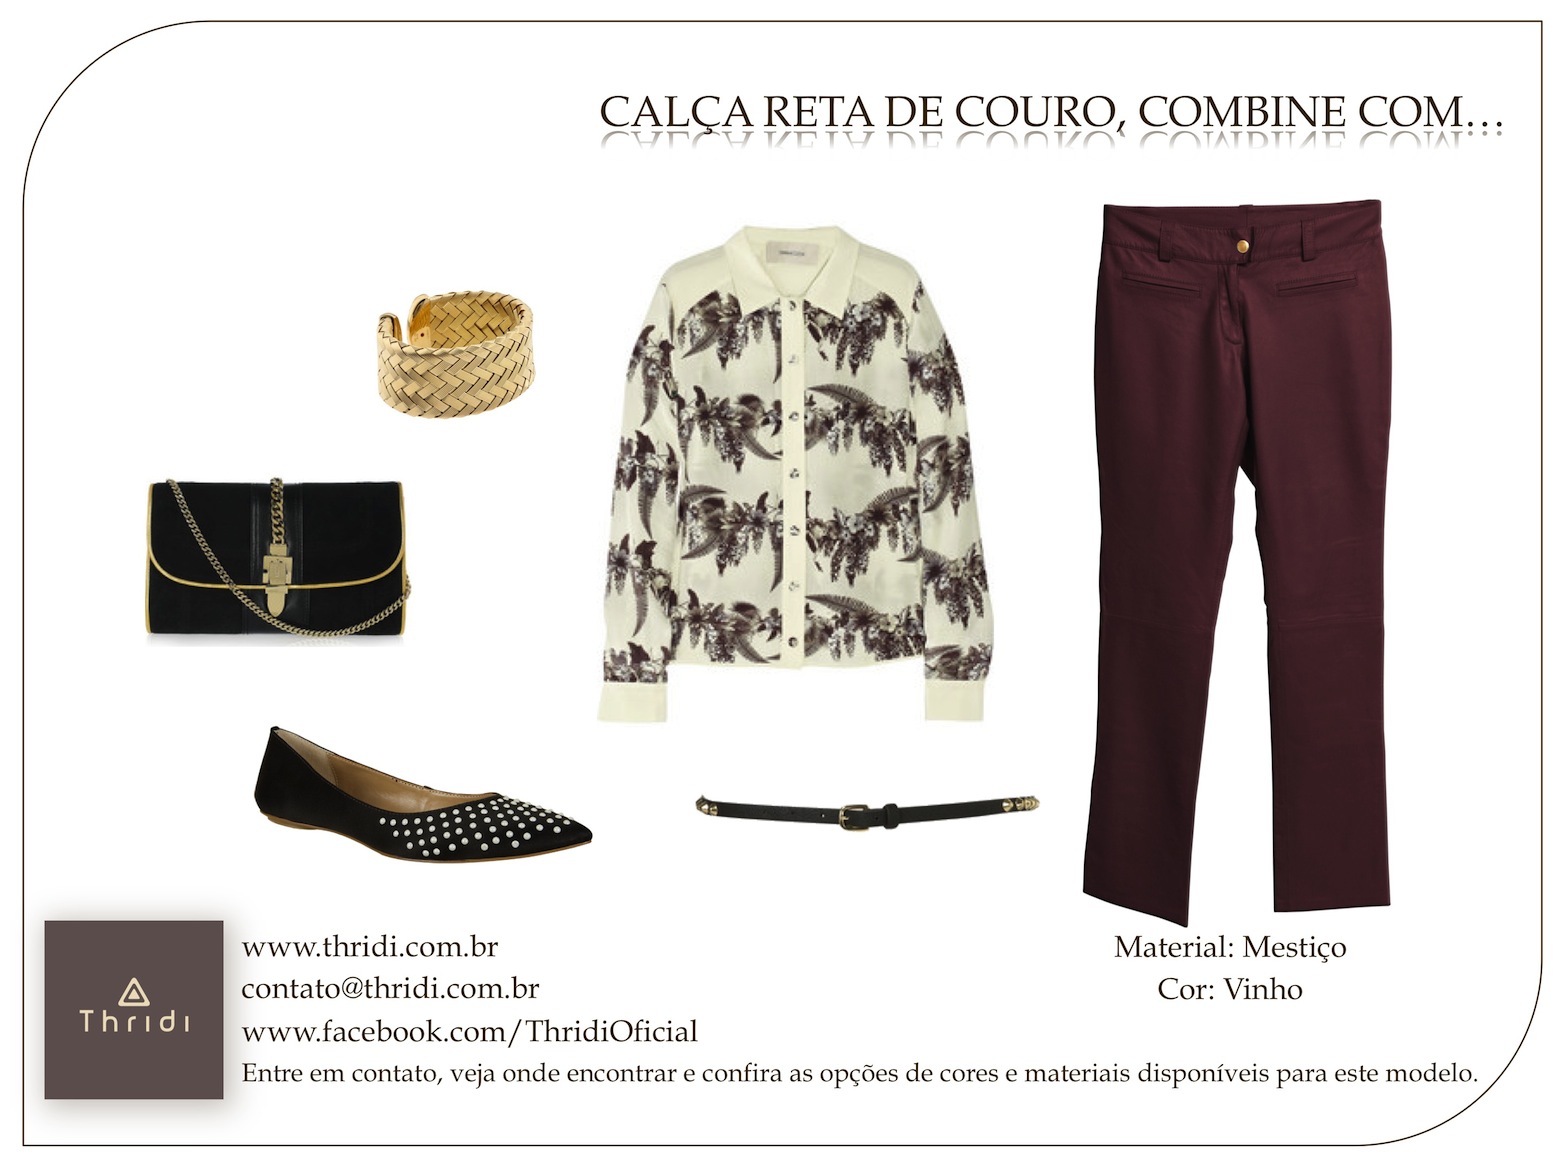 CALÇA RETA DE COURO, COMBINE COM...
www.thridi.com.br
contato@thridi.com.br
www.facebook.com/ThridiOficial
Entre em contato, veja onde encontrar e confira as opções de cores e materiais disponíveis para este modelo.
Material: Mestiço
Cor: Vinho
Thridi